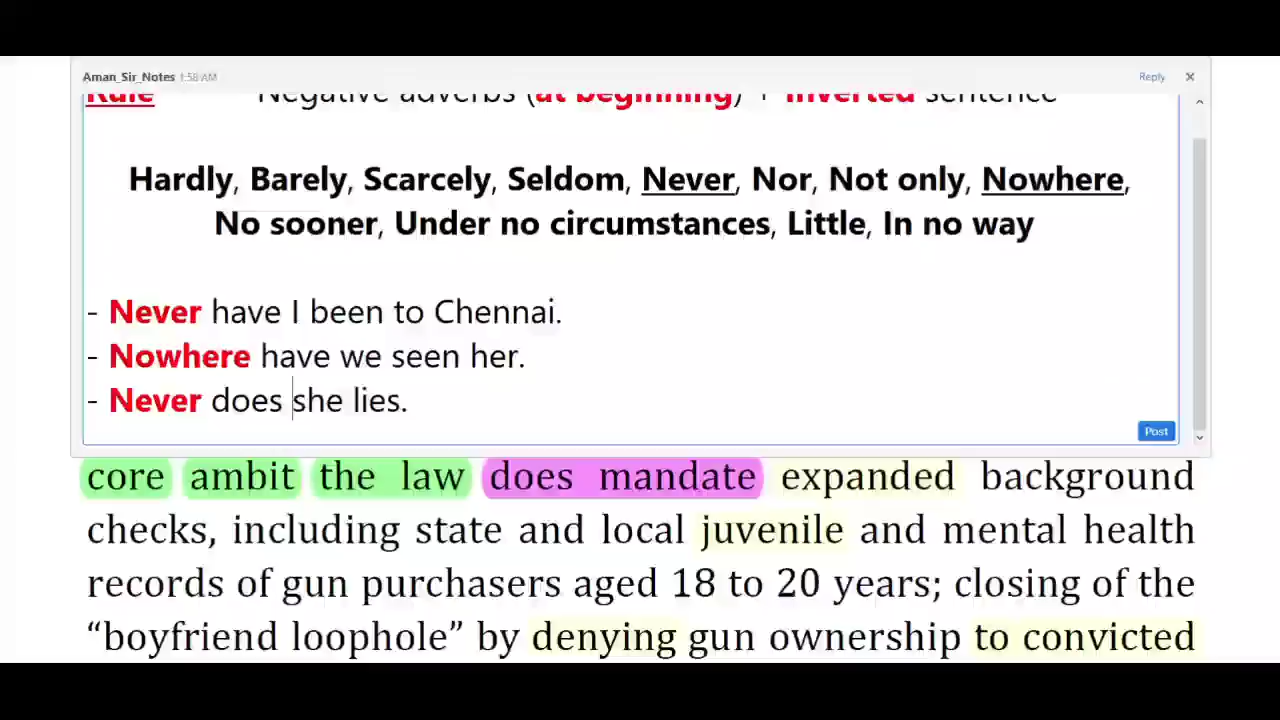 Aman_Sir_Notes 1:58 AM Reply
Rule Negative adverbs (at beginning) + Inverted sentence
Hardly, Barely, Scarcely, Seldom, Never, Nor, Not only, Nowhere,
No sooner, Under no circumstances, Little, In no way
- Never have I been to Chennai.
- Nowhere have we seen her.
- Never does she lies.
Post
core ambit the law does mandate expanded background
checks, including state and local juvenile and mental health
records of gun purchasers aged 18 to 20 years; closing of the
“boyfriend loophole” by denying gun ownership to convicted